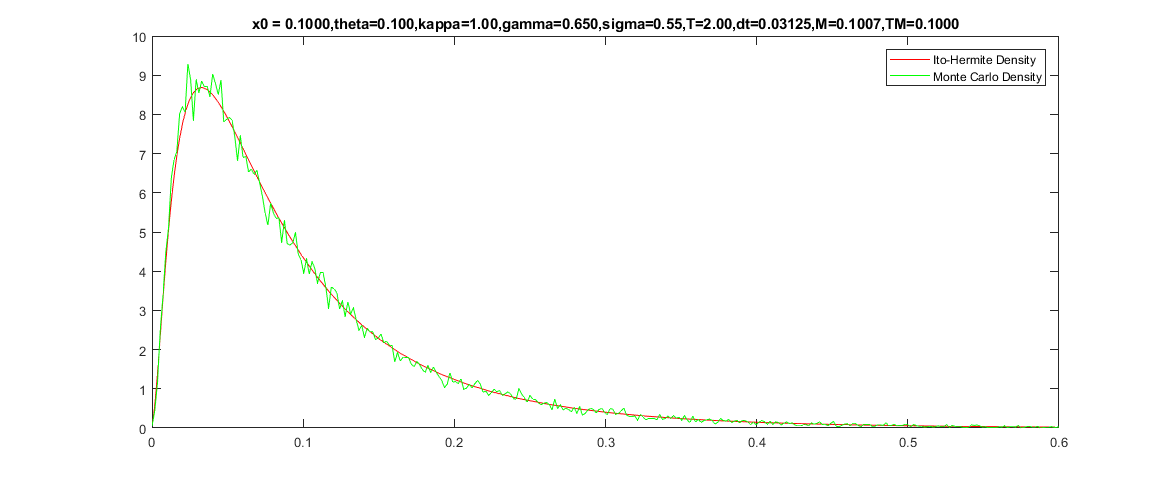 x0 = 0.1000,theta=0.100,kappa=1.00,gamma=0.650,sigma=0.55,T=2.00,dt=0.03125,M=0.1007,TM=0.1000
Ito-Hermite Density
Monte Carlo Density
10
9
8
7
6
5
4
3
2
1
0
0 0.1 0.2 0.3 0.4 0.5 0.6